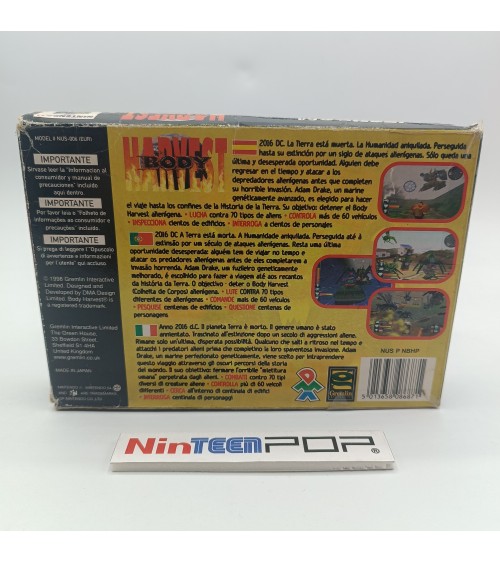 MODEL # NUS-006 (EUR)
IMPORTANTE
Sirvase leer la "Informacion al
consumidor y manual de
precauciones" incluido
aqui dentro.
IMPORTANTE
Por favor leia o "Folheto de
informações ao consumidor e
precauções"
IMPORTANTE
Si prega di leggere l'"Opuscolo
di avvertenze e informazioni
per l'utente" qui accluso.
© 1998 Gremlin Interactive
Limited. Designed and
Developed by DMA Design
Limited. Body Harvest® is
a registered trademark.
Gremlin Interactive Limited
The Green House,
33 Bowdon Street
Sheffield S1 4HA
United Kingdom
www.gremlin.co.uk
MADE IN JAPAN
BODY HARVEST
2016 DC. La Tierra está muerta. La Humanidad aniquilada. Perseguida
hasta su extinción por un siglo de ataques alienígenas. Sólo queda una
última y desesperada oportunidad. Alguien debe
regresar en el tiempo y atacar a los
depredadores alienígenas antes que completen
su horrible invasión. Adam Drake, un marine
genéticamente avanzado, es elegido para hacer
el viaje hasta los confines de la Historia de la Tierra. Su objetivo detener el Body
Harvest alienígena. • LUCHA contra 70 tipos de aliens • CONTROLA más de 60 vehículos
• INSPECCIONA dentos de edificios • INTERROGA a cientos de personajes
2016 DC. A Terra está morta. A Humanidade aniquilada. Perseguida até à
extinsão por um século de ataques alienígenas. Resta uma última
desesperada oportunidade: alguém tem de viajar no tempo e
atacar os predadores alienígenas antes de eles completarem a
invasão horrenda. Adam Drake, um fuzileiro geneticamente
melhorado, é escolhido para a viagem até aos recantos
da história da Terra. O objectivo: deter o Body Harvest
(Colheita de Corpos) alienígena. • LUTE CONTRA 70 tipos
diferentes de alienígenas • COMANDE mais de 60 veículos
• PESQUISE centenas de edifícios • QUESTIONE centenas de
personagens
Anno 2016 d.C. Il pianeta Terra è morto. Il genere umano è stato
annientato. Trascinato all'estinzione dopo un secolo di aggressioni aliene.
Rimane solo un'ultima, disperata possibilità. Qualcuno che salti a ritroso nel tempo e
attacchi i predatori alieni prima che completino la loro spaventosa invasione. Adam
Drake, un marine potenziato geneticamente, viene scelto per intraprendere
questo viaggio attraverso gli oscuri percorsi della storia del
mondo. Il suo obiettivo? Fermare l'orribile "mietitura
umana" perpetrata dagli alieni. • COMBATTI contro 70 tipi
diversi di creature aliene • CONTROLLA più di 60 veicoli
differenti • CERCA all'interno di centinaia di edifici
• INTERROGA centinaia di personaggi
NUS P NBHP
Gremlin
NinTEENPOP®